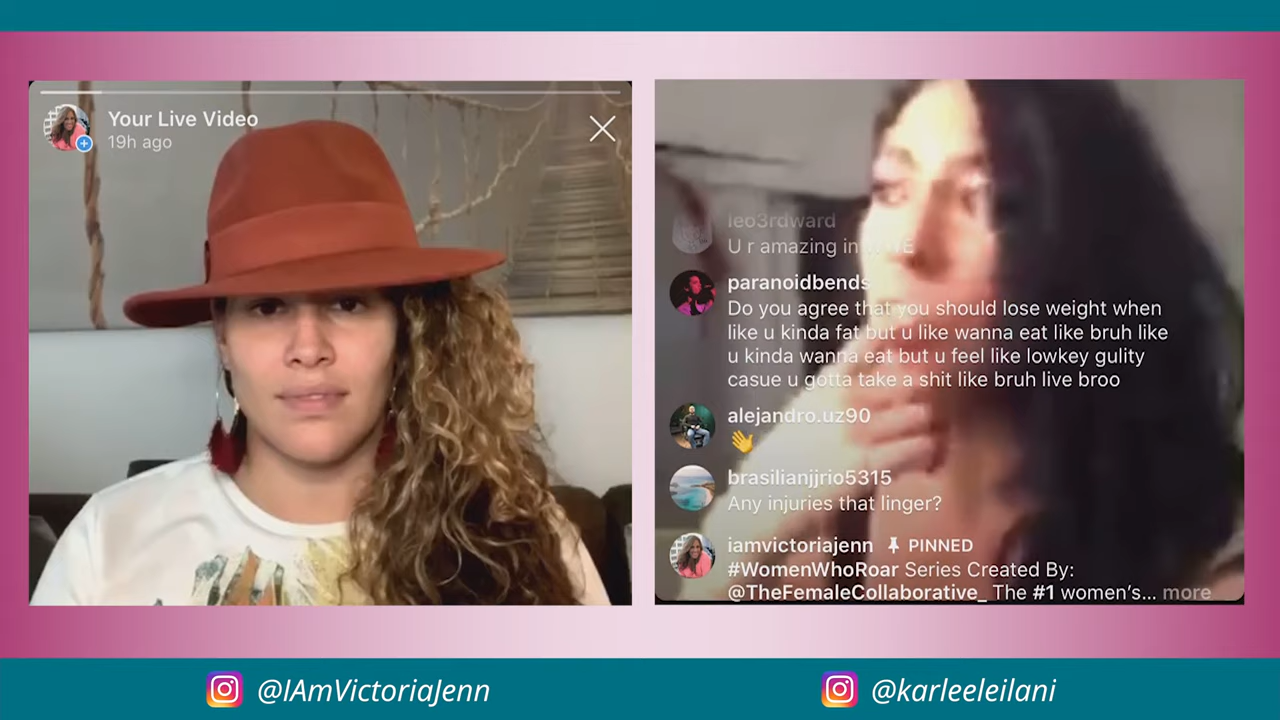 Your Live Video
19h ago
leo3rdward
U r amazing in WWE
paranoidbends
Do you agree that you should lose weight when
like u kinda fat but u like wanna eat like bruh like
u kinda wanna eat but u feel like lowkey gulity
casue u gotta take a shit like bruh live broo
alejandro.uz90
👋
brasilianjjrio5315
Any injuries that linger?
iamvictoriajenn PINNED
#WomenWhoRoar Series Created By:
@TheFemaleCollaborative_ The #1 women's... more
@IAmVictoriaJenn
@karleeleilani